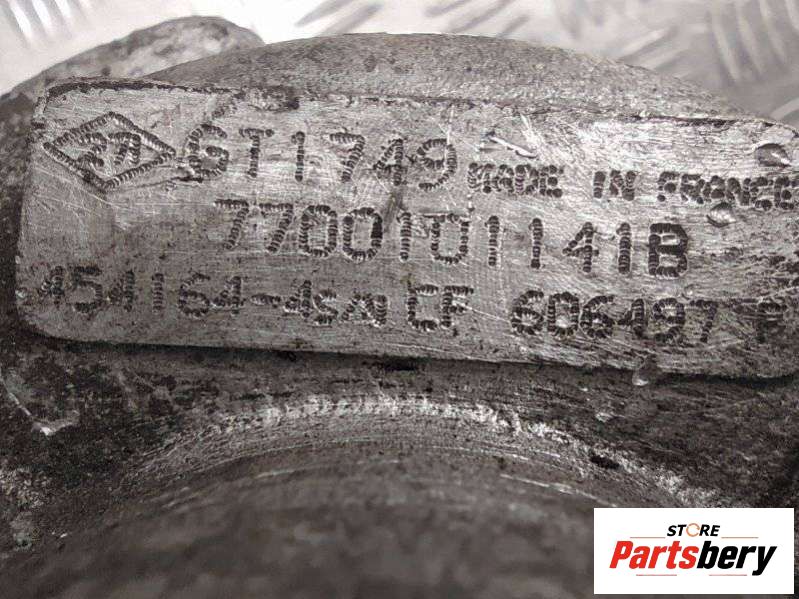 GT1749 MADE IN FRANCE
7700101141B
454164-4
CF 606497 P
STORE
Partsbery